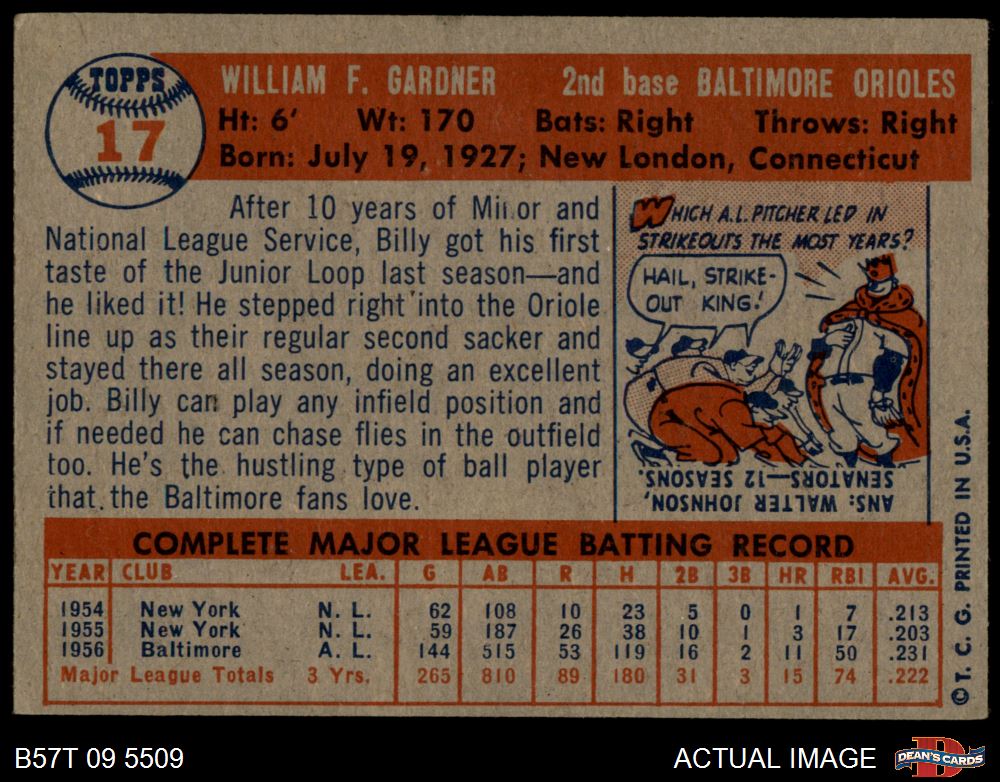 TOPPS
17
WILLIAM F. GARDNER 2nd base BALTIMORE ORIOLES
Ht: 6' Wt: 170 Bats: Right Throws: Right
Born: July 19, 1927; New London, Connecticut
After 10 years of Minor and
National League Service, Billy got his first
taste of the Junior Loop last season—and
he liked it! He stepped right into the Oriole
line up as their regular second sacker and
stayed there all season, doing an excellent
job. Billy can play any infield position and
if needed he can chase flies in the outfield
too. He's the hustling type of ball player
that the Baltimore fans love.
WHICH A.L. PITCHER LED IN
STRIKEOUTS THE MOST YEARS?
HAIL, STRIKE-
OUT KING!
ANS: WALTER JOHNSON,
SENATORS—12 SEASONS.
COMPLETE MAJOR LEAGUE BATTING RECORD
YEAR CLUB LEA. G AB R H 2B 3B HR RBI AVG.
1954 New York N. L. 62 108 10 23 5 0 1 7 .213
1955 New York N. L. 59 187 26 38 10 1 3 17 .203
1956 Baltimore A. L. 144 515 53 119 16 2 11 50 .231
Major League Totals 3 Yrs. 265 810 89 180 31 3 15 74 .222
© T. C. G. PRINTED IN U.S.A.
B57T 09 5509 ACTUAL IMAGE
DEAN'S CARDS